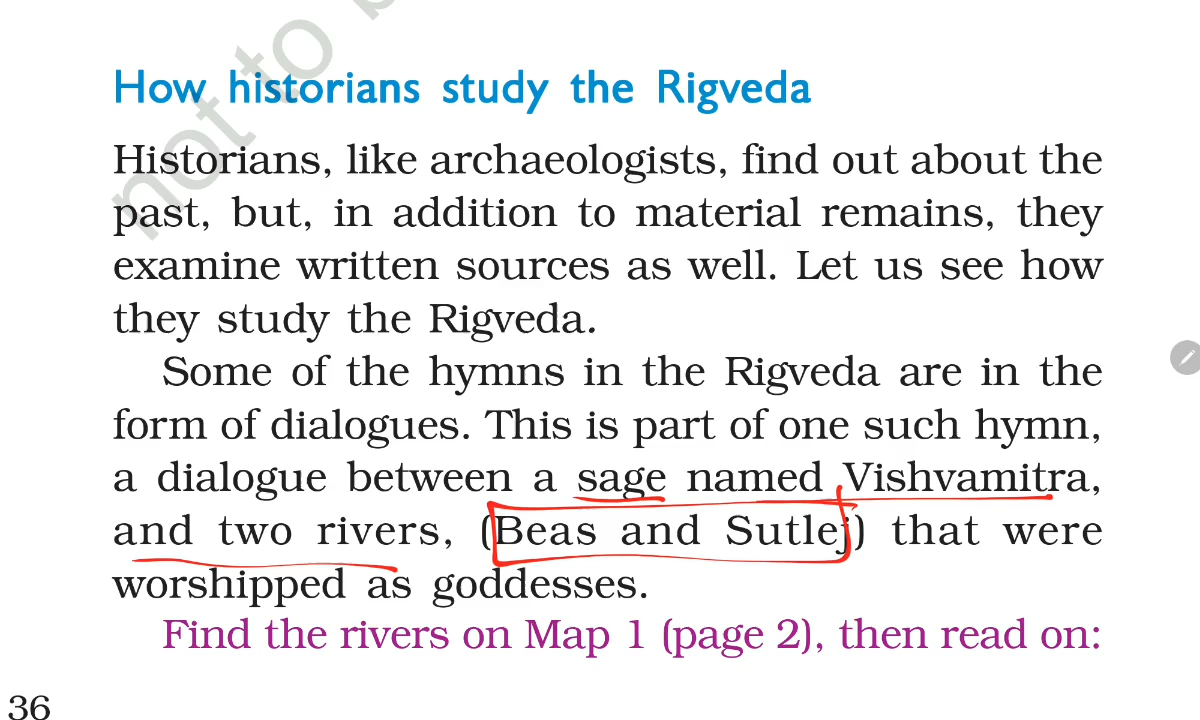 not to b
How historians study the Rigveda
Historians, like archaeologists, find out about the
past, but, in addition to material remains, they
examine written sources as well. Let us see how
they study the Rigveda.
Some of the hymns in the Rigveda are in the
form of dialogues. This is part of one such hymn,
a dialogue between a sage named Vishvamitra,
and two rivers, (Beas and Sutlej) that were
worshipped as goddesses.
Find the rivers on Map 1 (page 2), then read on:
36